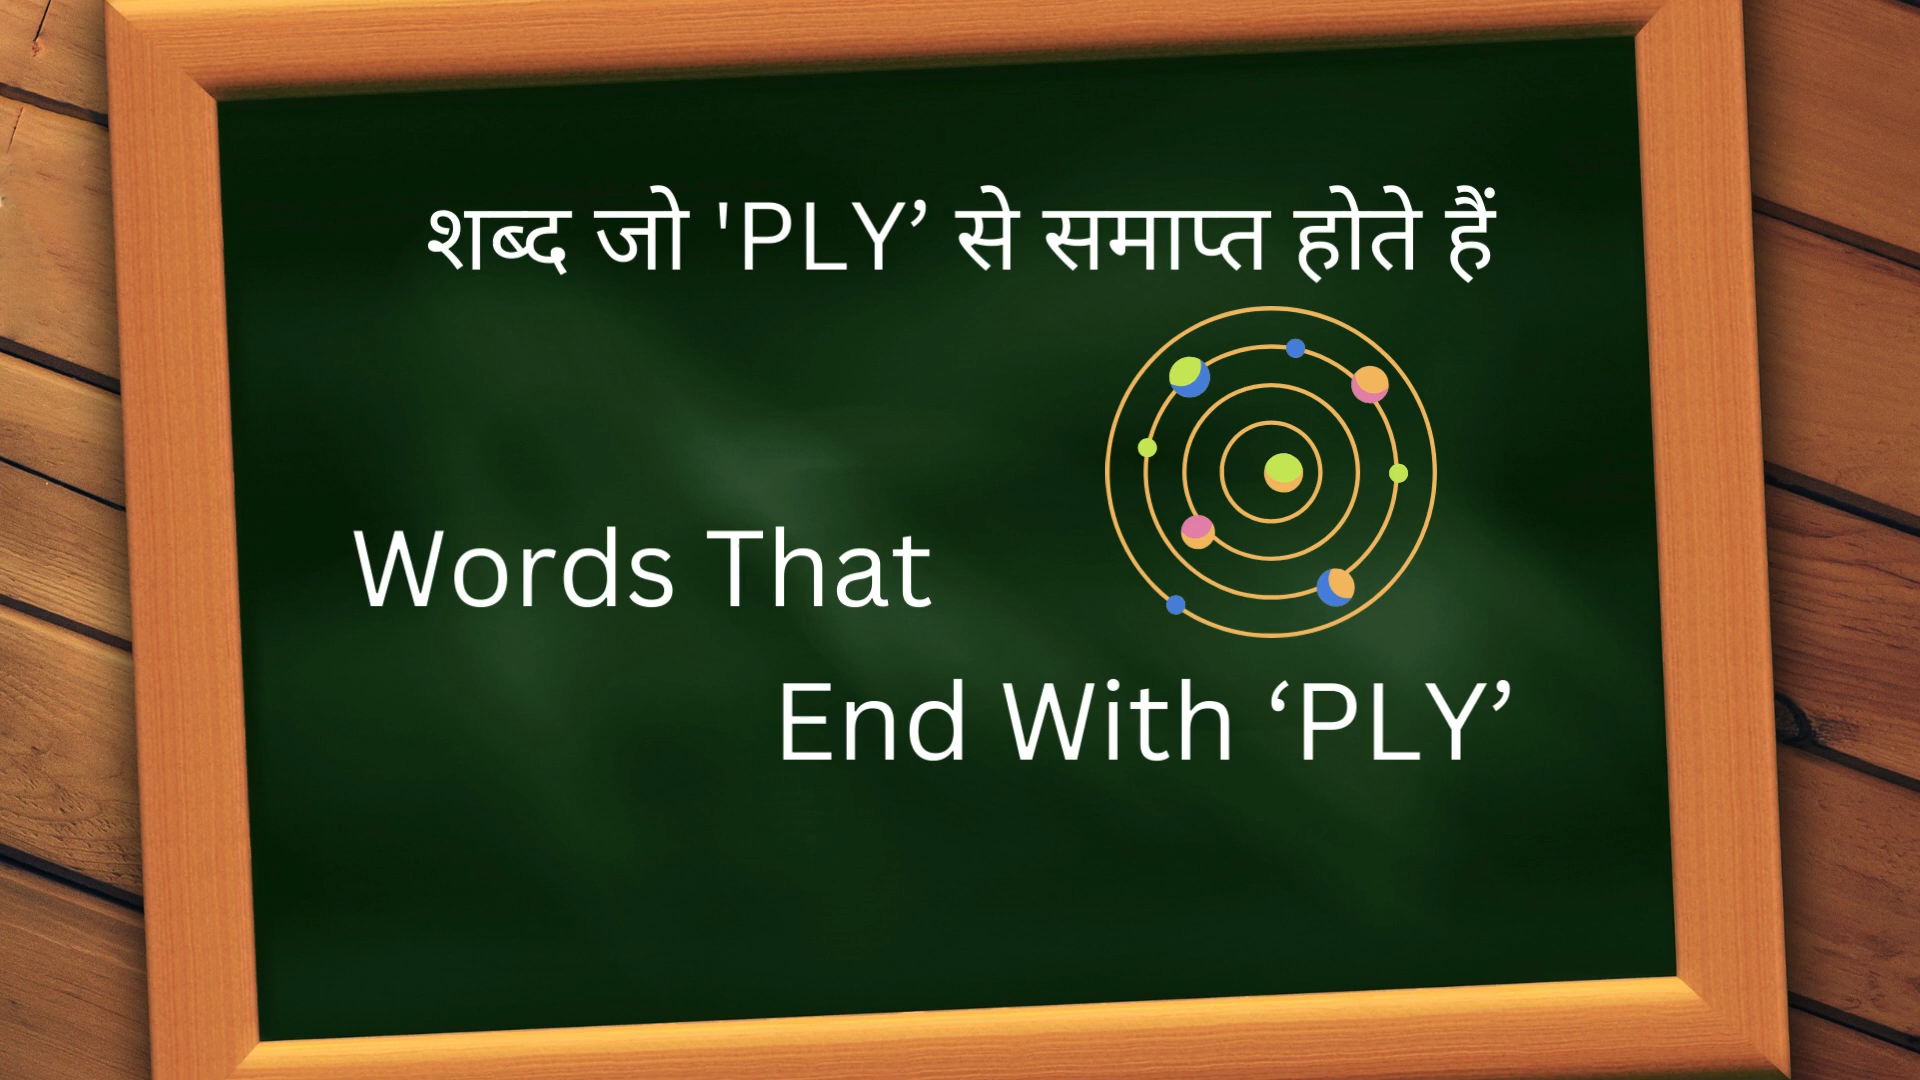 शब्द जो 'PLY’ से समाप्त होते हैं
Words That
End With ‘PLY’